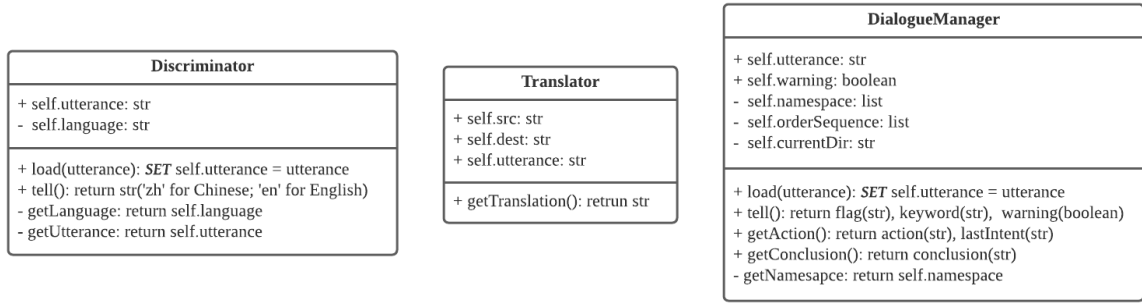 Discriminator
+ self.utterance: str
- self.language: str
+ load(utterance): SET self.utterance = utterance
+ tell(): return str('zh' for Chinese; 'en' for English)
- getLanguage: return self.language
- getUtterance: return self.utterance
Translator
+ self.src: str
+ self.dest: str
+ self.utterance: str
+ getTranslation(): retrun str
DialogueManager
+ self.utterance: str
+ self.warning: boolean
- self.namespace: list
- self.orderSequence: list
- self.currentDir: str
+ load(utterance): SET self.utterance = utterance
+ tell(): return flag(str), keyword(str), warning(boolean)
+ getAction(): return action(str), lastIntent(str)
+ getConclusion(): return conclusion(str)
- getNamesapce: return self.namespace